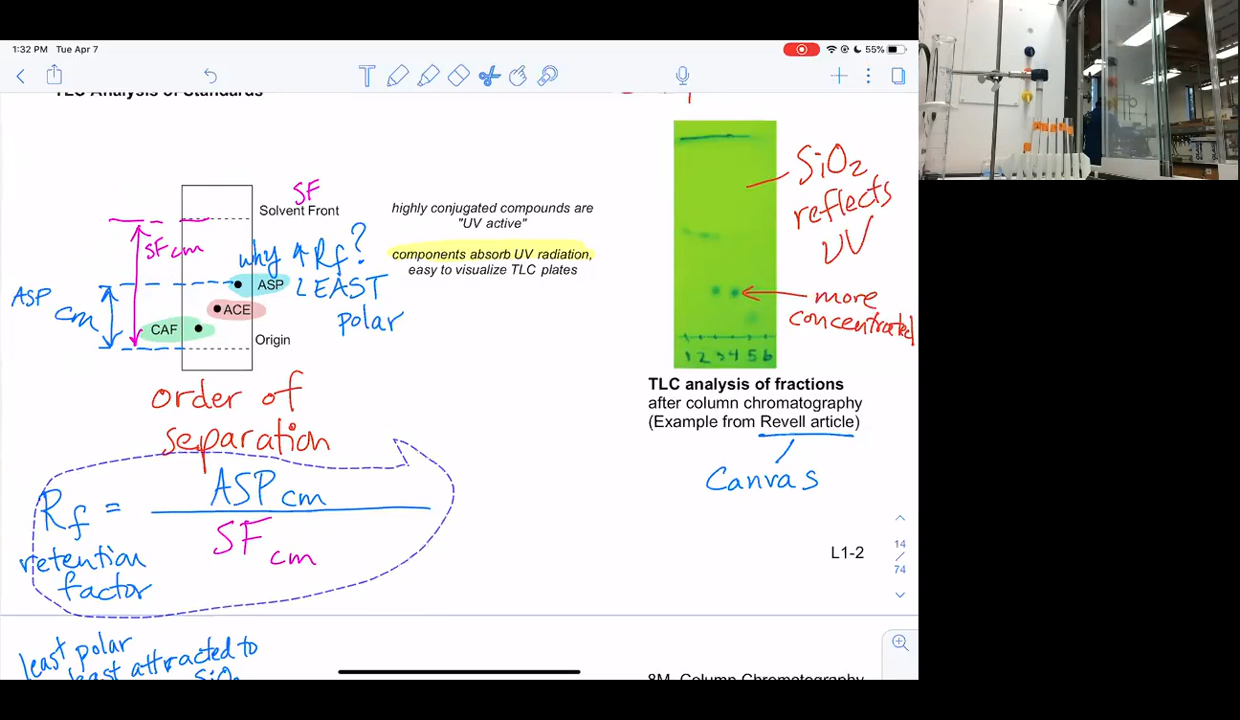 1:32 PM Tue Apr 7
55%
TLC Analysis of Standards
SF
Solvent Front
SF cm
why ↑ Rf?
ASP
LEAST
polar
ASP
cm
ACE
CAF
Origin
order of
separation
Rf = ASP cm
SF cm
retention
factor
highly conjugated compounds are
"UV active"
components absorb UV radiation,
easy to visualize TLC plates
SiO2
reflects
UV
more
concentrated
1 2 3 4 5 6
TLC analysis of fractions
after column chromatography
(Example from Revell article)
Canvas
L1-2
14
/
74
least polar
least attracted to
SiO2
8M. Column Chromatography